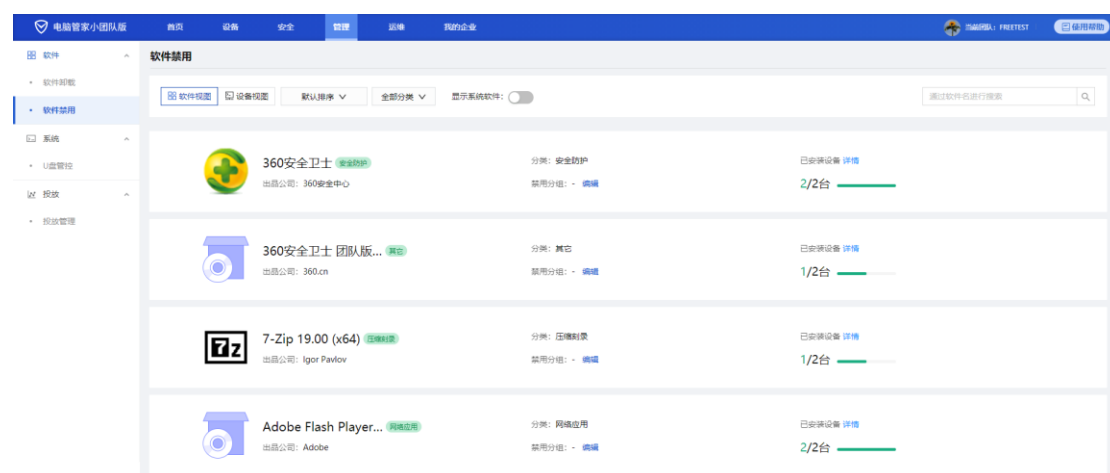 电脑管家小团队版 首页 设备 安全 管理 运维 我的企业 当前团队：FREETEST 使用帮助
软件
软件卸载
软件禁用
系统
U盘管控
投放
投放管理
软件禁用
软件视图 设备视图 默认排序 全部分类 显示系统软件： 通过软件名进行搜索
360安全卫士 安全防护 分类：安全防护 已安装设备 详情
出品公司：360安全中心 禁用分组：- 编辑 2/2台
360安全卫士 团队版... 其它 分类：其它 已安装设备 详情
出品公司：360.cn 禁用分组：- 编辑 1/2台
7z
7-Zip 19.00 (x64) 压缩刻录 分类：压缩刻录 已安装设备 详情
出品公司：Igor Pavlov 禁用分组：- 编辑 1/2台
Adobe Flash Player... 网络应用 分类：网络应用 已安装设备 详情
出品公司：Adobe 禁用分组：- 编辑 2/2台